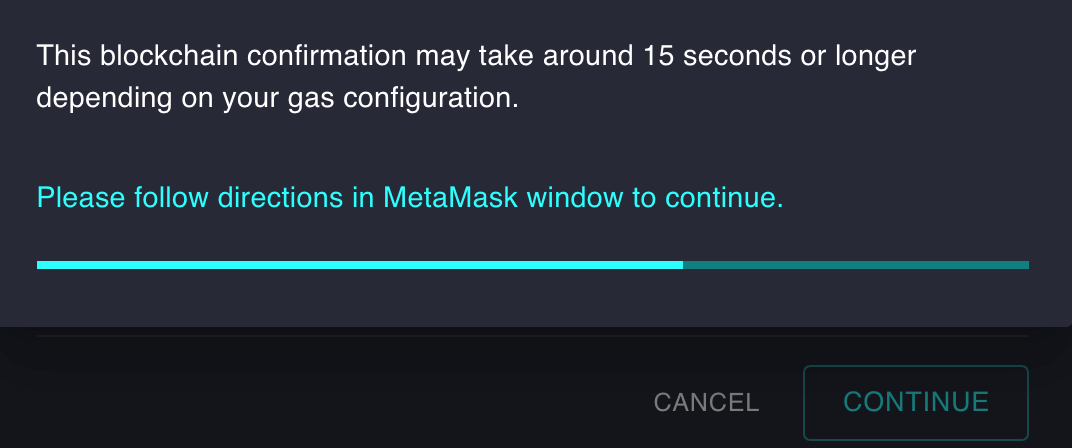 This blockchain confirmation may take around 15 seconds or longer
depending on your gas configuration.
Please follow directions in MetaMask window to continue.
CANCEL
CONTINUE